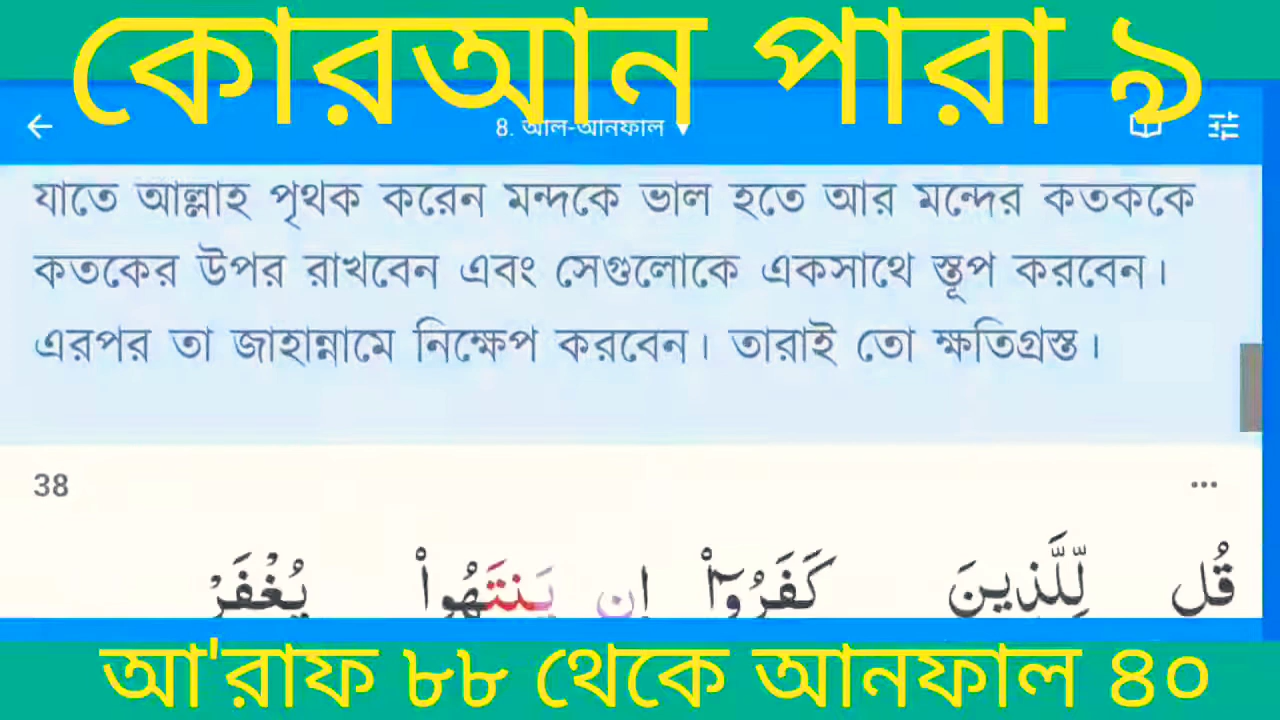 কোরআন পারা ৯
8. আল-আনফাল ▼
যাতে আল্লাহ পৃথক করেন মন্দকে ভাল হতে আর মন্দের কতককে
কতকের উপর রাখবেন এবং সেগুলোকে একসাথে স্তূপ করবেন।
এরপর তা জাহান্নামে নিক্ষেপ করবেন। তারাই তো ক্ষতিগ্রস্ত।
38
قُل لِّلَّذِينَ كَفَرُوٓاْ إِن يَنتَهُواْ يُغْفَرْ
আ'রাফ ৮৮ থেকে আনফাল ৪০